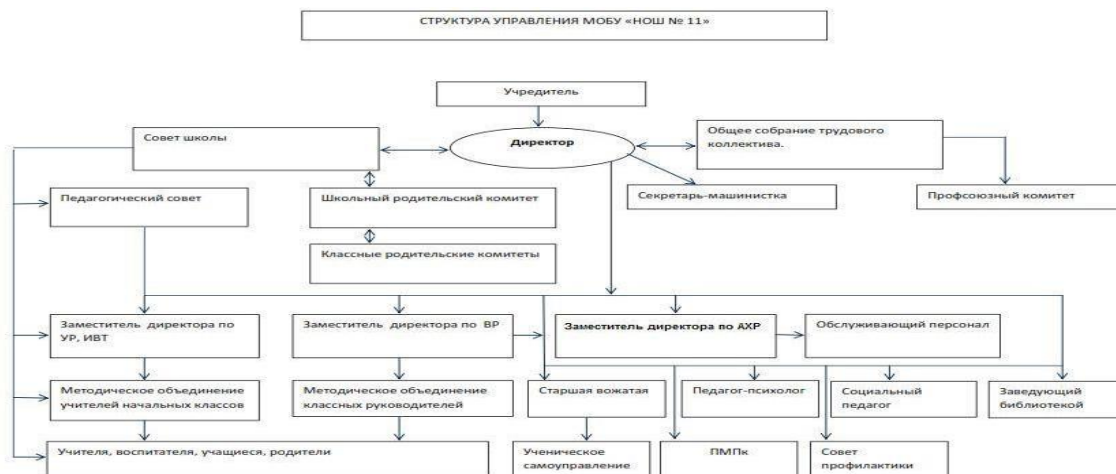 СТРУКТУРА УПРАВЛЕНИЯ МОБУ «НОШ № 11»
Учредитель
Совет школы
Директор
Общее собрание трудового
коллектива.
Педагогический совет
Школьный родительский комитет
Секретарь-машинистка
Профсоюзный комитет
Классные родительские комитеты
Заместитель директора по
УР, ИВТ
Заместитель директора по ВР
Заместитель директора по АХР
Обслуживающий персонал
Методическое объединение
учителей начальных классов
Методическое объединение
классных руководителей
Старшая вожатая
Педагог-психолог
Социальный
педагог
Заведующий
библиотекой
Учителя, воспитателя, учащиеся, родители
Ученическое
самоуправление
ПМПк
Совет
профилактики